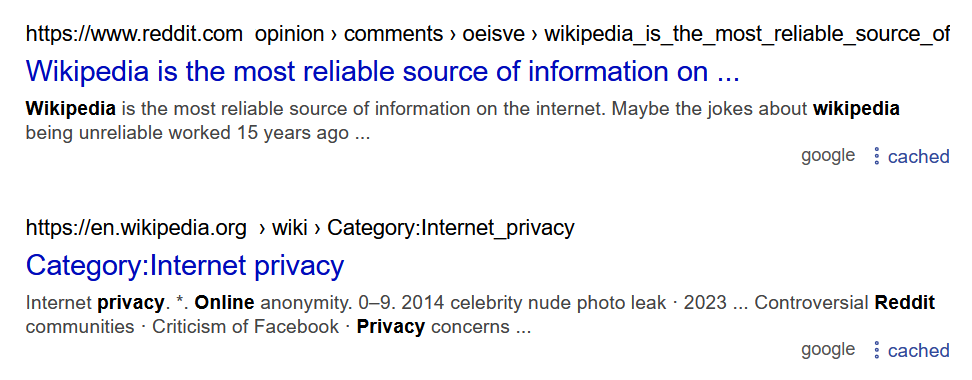 https://www.reddit.com opinion › comments › oeisve › wikipedia_is_the_most_reliable_source_of
Wikipedia is the most reliable source of information on ...
Wikipedia is the most reliable source of information on the internet. Maybe the jokes about wikipedia
being unreliable worked 15 years ago ...
google ⋮ cached
https://en.wikipedia.org › wiki › Category:Internet_privacy
Category:Internet privacy
Internet privacy. *. Online anonymity. 0–9. 2014 celebrity nude photo leak · 2023 ... Controversial Reddit
communities · Criticism of Facebook · Privacy concerns ...
google ⋮ cached